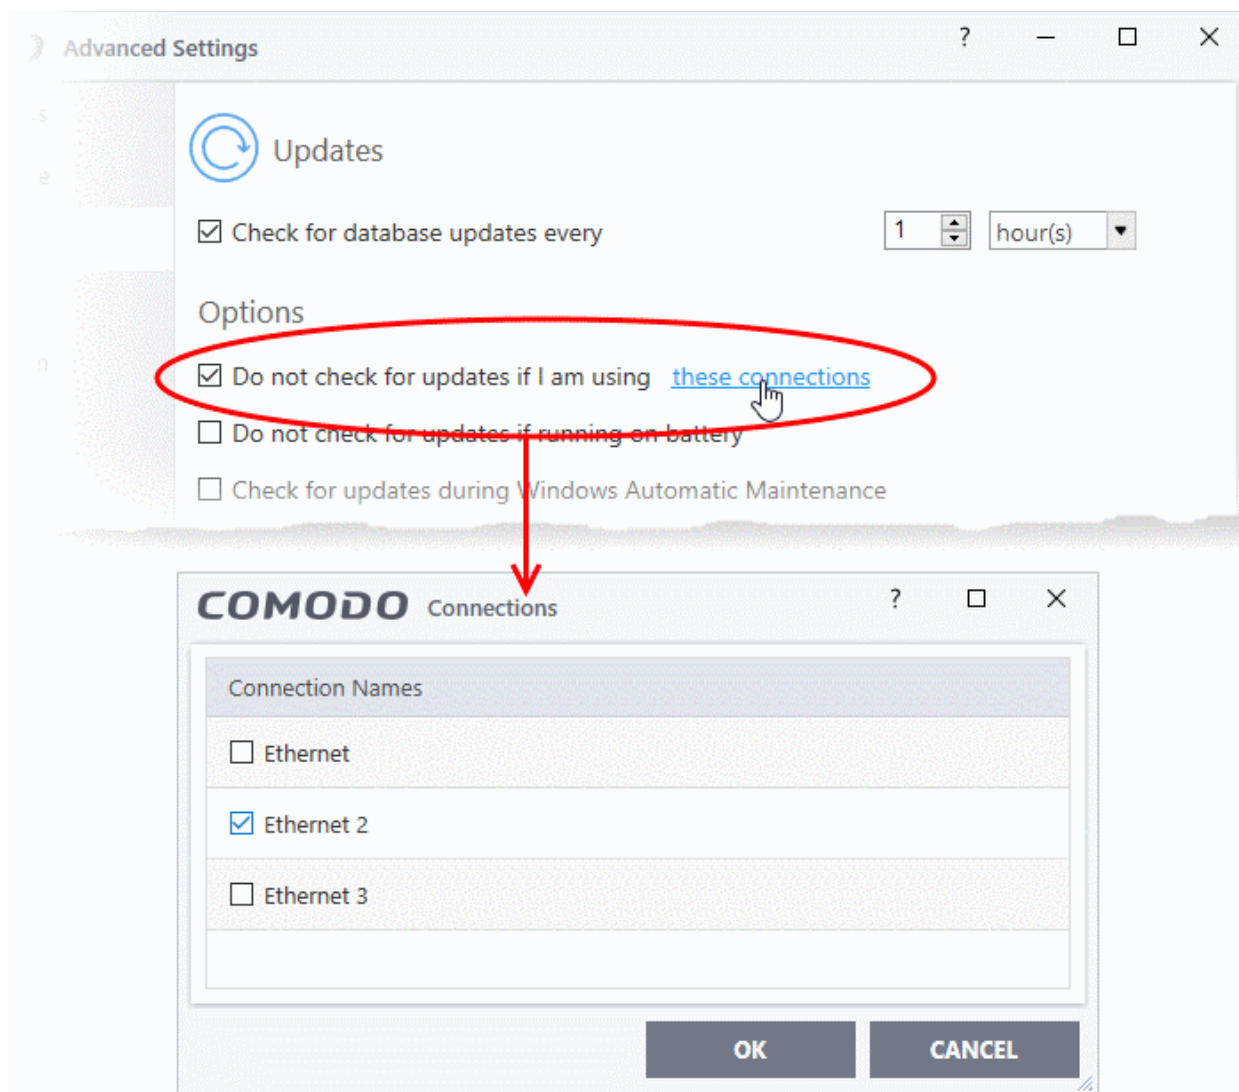 Advanced Settings
?
s
e
n
Updates
Check for database updates every 1 hour(s)
Options
Do not check for updates if I am using these connections
Do not check for updates if running on battery
Check for updates during Windows Automatic Maintenance
COMODO Connections ?
Connection Names
Ethernet
Ethernet 2
Ethernet 3
OK CANCEL